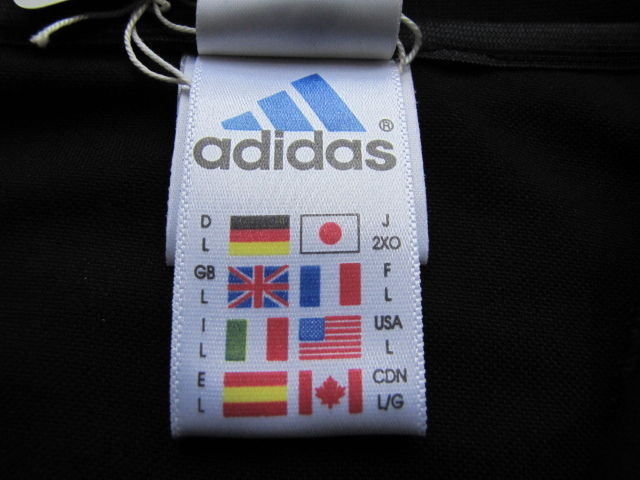 adidas®
D J
L 2XO
GB F
L L
I USA
L L
E CDN
L L/G